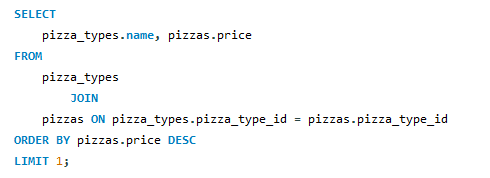 SELECT
    pizza_types.name, pizzas.price
FROM
    pizza_types
        JOIN
    pizzas ON pizza_types.pizza_type_id = pizzas.pizza_type_id
ORDER BY pizzas.price DESC
LIMIT 1;